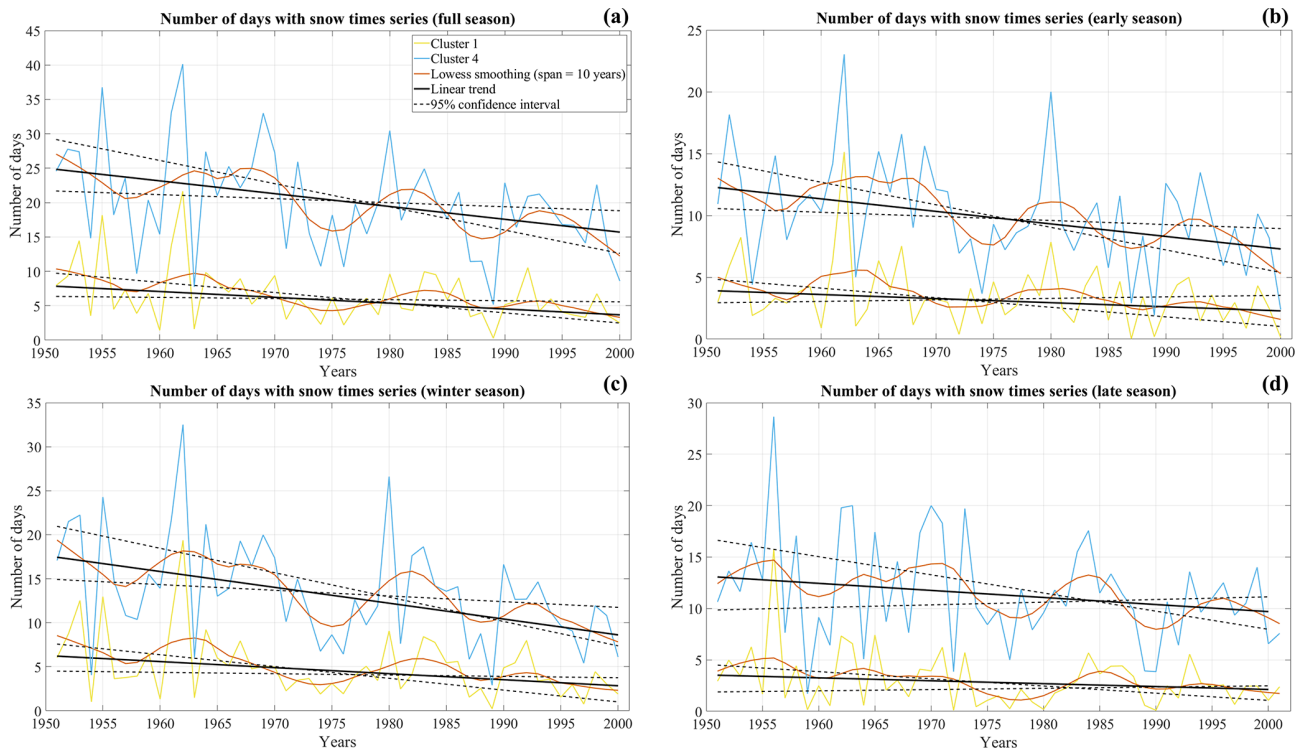 Number of days with snow times series (full season)
(a)
Number of days
45
40
35
30
25
20
15
10
5
0
Cluster 1
Cluster 4
Lowess smoothing (span = 10 years)
Linear trend
95% confidence interval
1950 1955 1960 1965 1970 1975 1980 1985 1990 1995 2000
Years
Number of days with snow times series (early season)
(b)
Number of days
25
20
15
10
5
0
1950 1955 1960 1965 1970 1975 1980 1985 1990 1995 2000
Years
Number of days with snow times series (winter season)
(c)
Number of days
35
30
25
20
15
10
5
0
1950 1955 1960 1965 1970 1975 1980 1985 1990 1995 2000
Years
Number of days with snow times series (late season)
(d)
Number of days
30
25
20
15
10
5
0
1950 1955 1960 1965 1970 1975 1980 1985 1990 1995 2000
Years